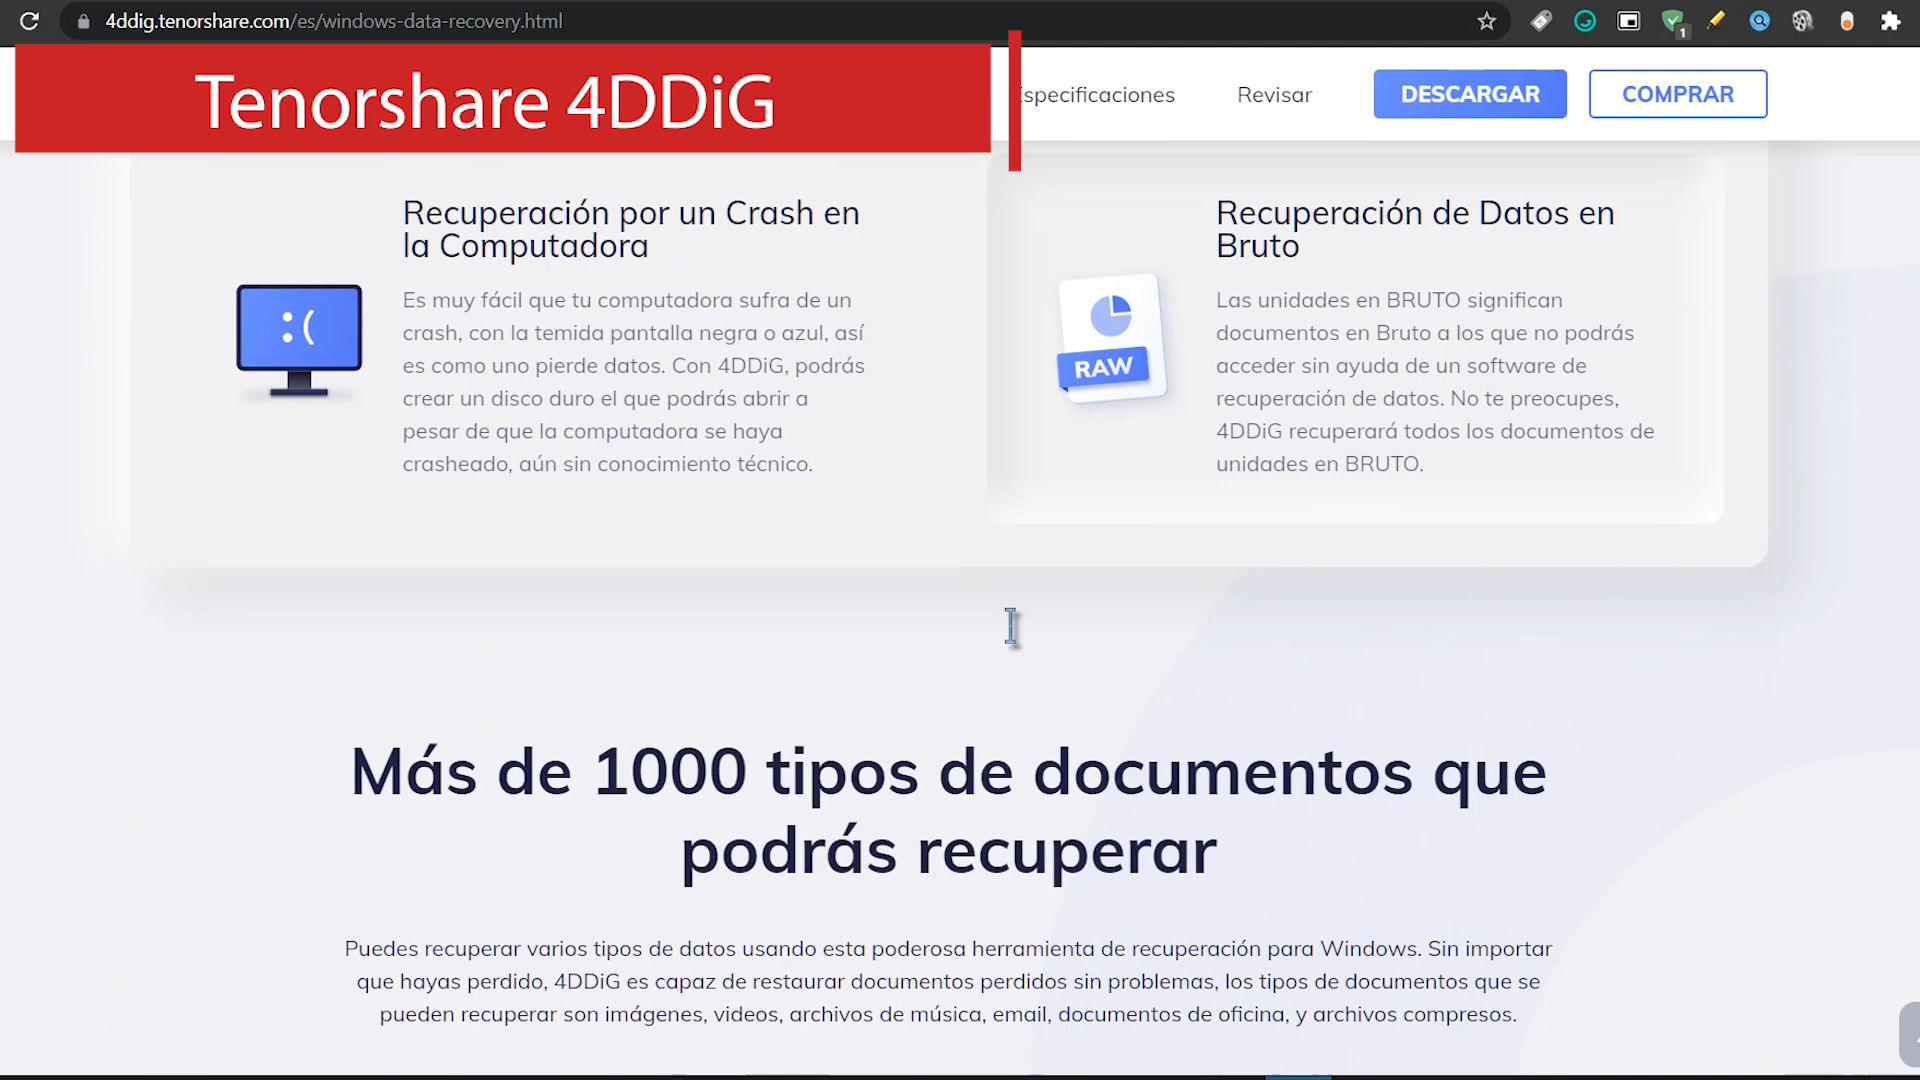 4ddig.tenorshare.com/es/windows-data-recovery.html
1
Tenorshare 4DDiG
specificaciones
Revisar
DESCARGAR
COMPRAR
Recuperación por un Crash en
la Computadora
:(
Es muy fácil que tu computadora sufra de un
crash, con la temida pantalla negra o azul, así
es como uno pierde datos. Con 4DDiG, podrás
crear un disco duro el que podrás abrir a
pesar de que la computadora se haya
crasheado, aún sin conocimiento técnico.
Recuperación de Datos en
Bruto
RAW
Las unidades en BRUTO significan
documentos en Bruto a los que no podrás
acceder sin ayuda de un software de
recuperación de datos. No te preocupes,
4DDiG recuperará todos los documentos de
unidades en BRUTO.
Más de 1000 tipos de documentos que
podrás recuperar
Puedes recuperar varios tipos de datos usando esta poderosa herramienta de recuperación para Windows. Sin importar
que hayas perdido, 4DDiG es capaz de restaurar documentos perdidos sin problemas, los tipos de documentos que se
pueden recuperar son imágenes, videos, archivos de música, email, documentos de oficina, y archivos compresos.